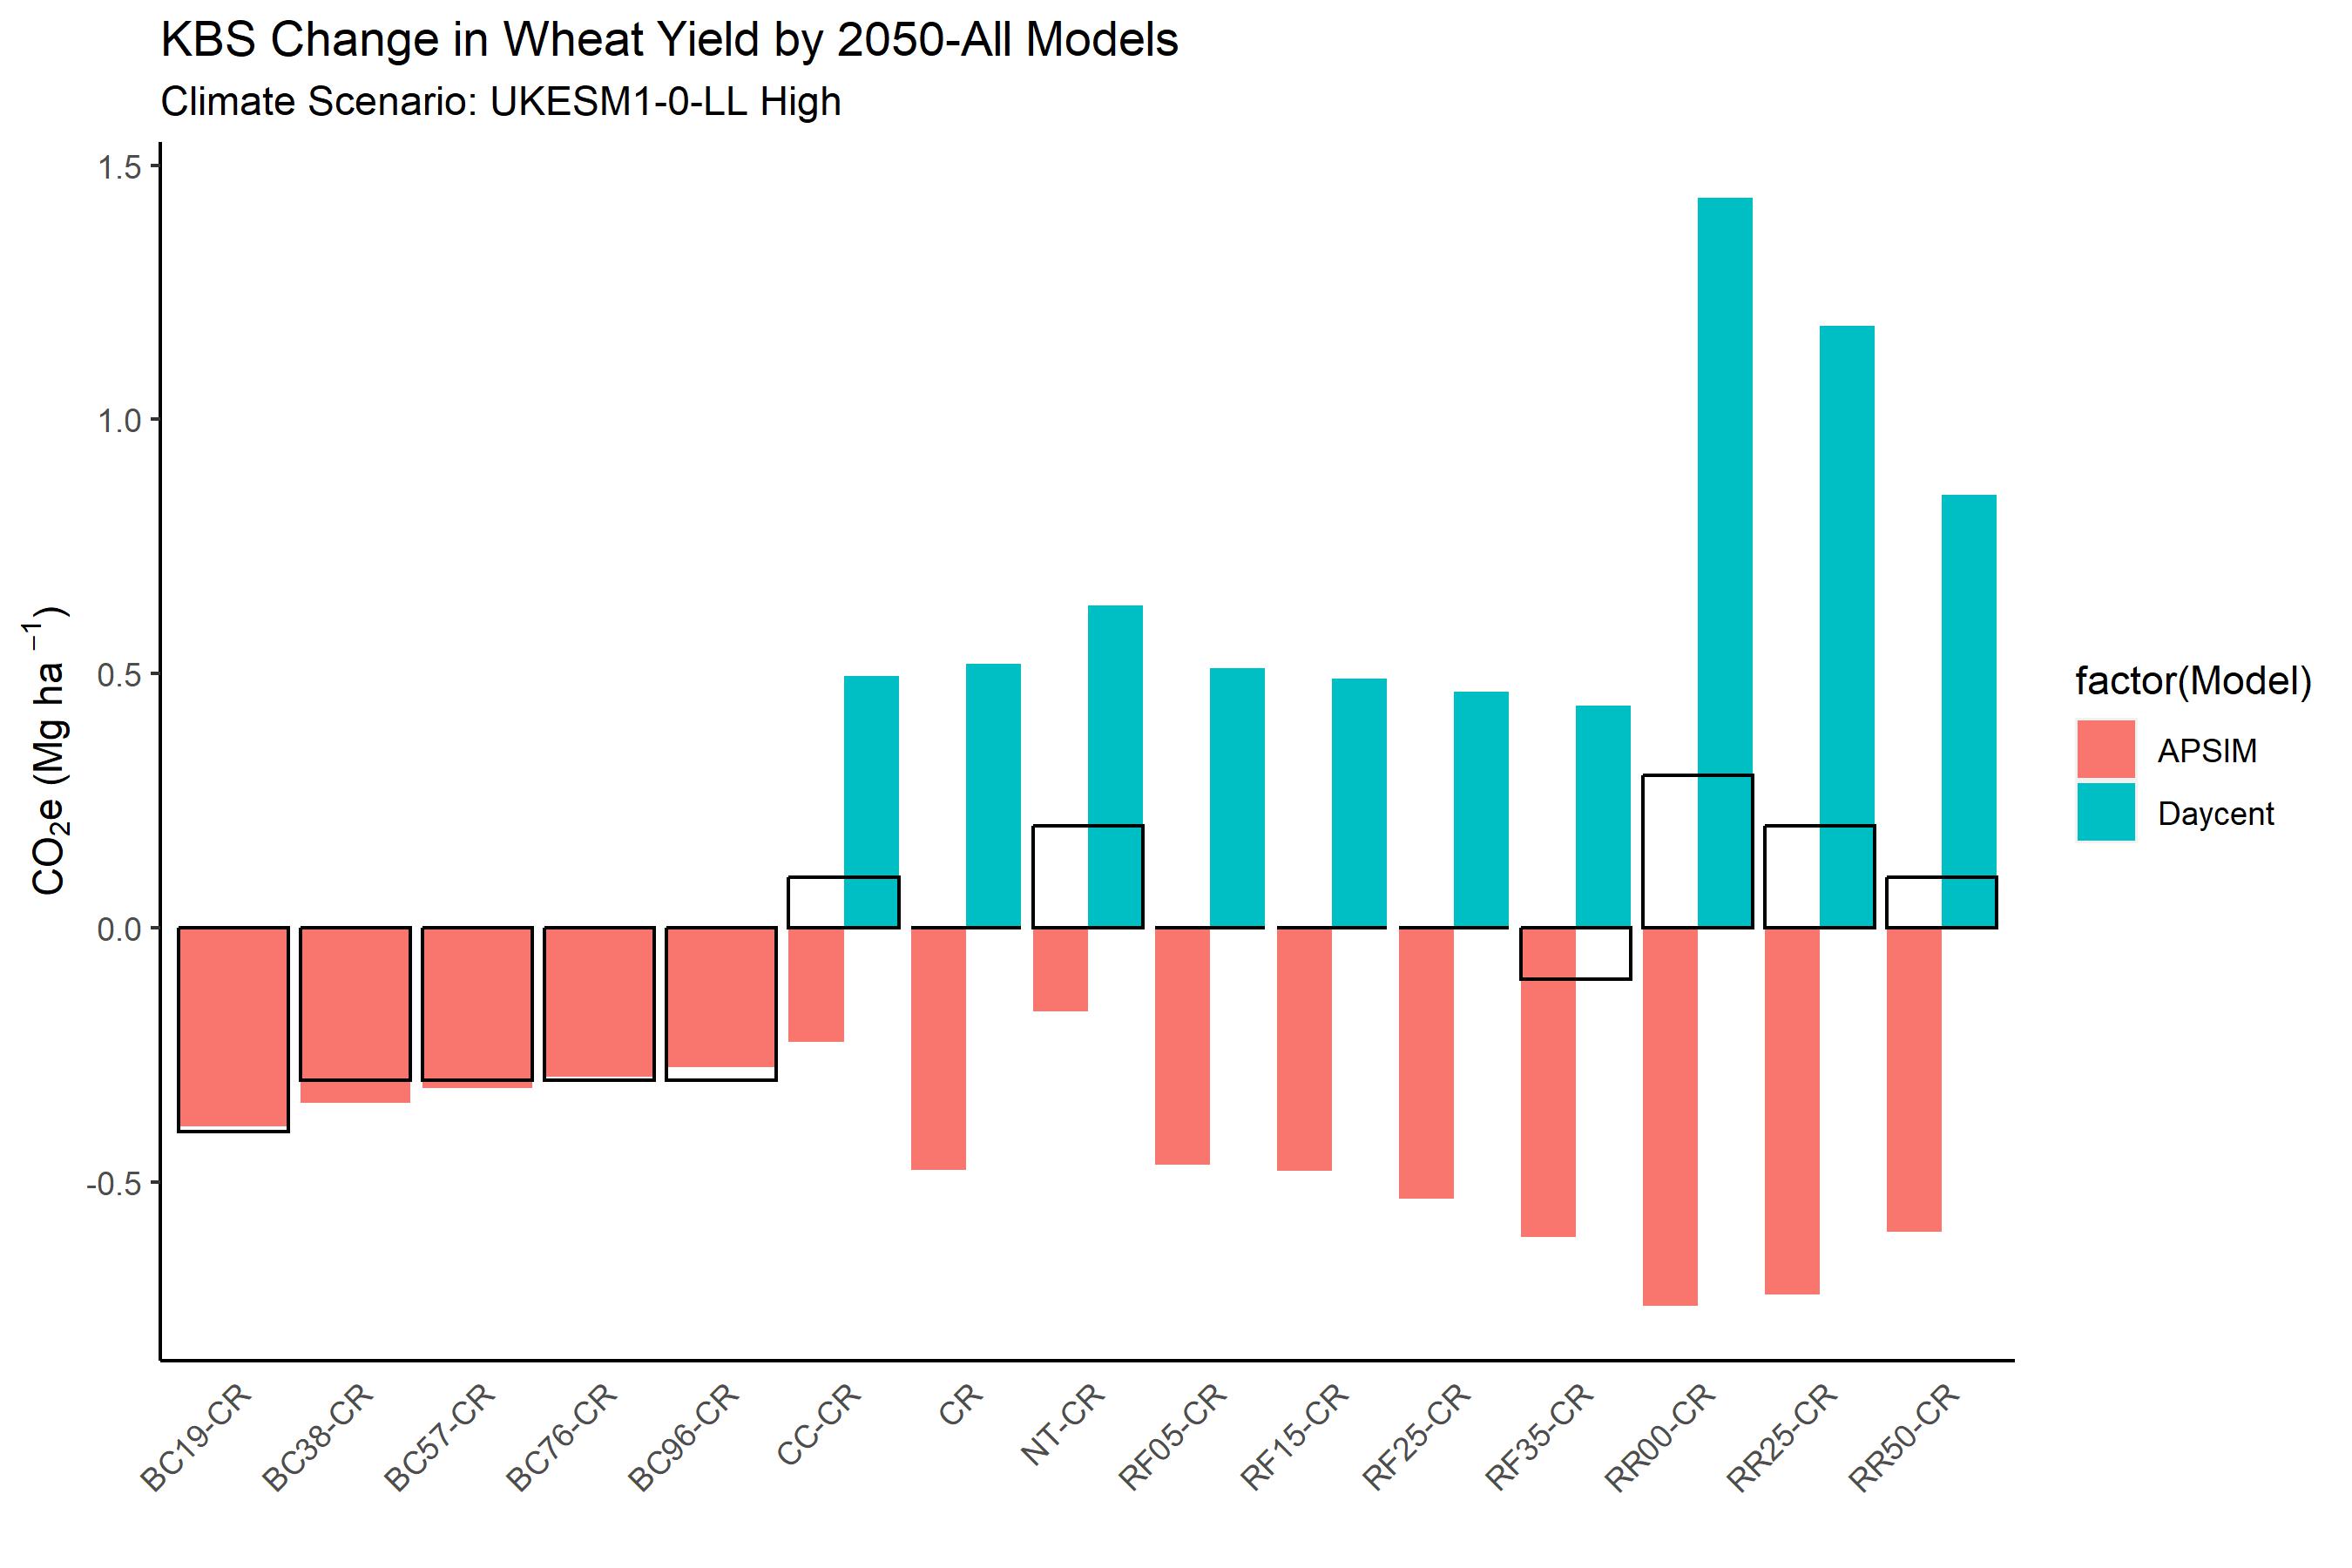 KBS Change in Wheat Yield by 2050-All Models
Climate Scenario: UKESM1-0-LL High
CO₂e (Mg ha ⁻¹)
1.5
1.0
0.5
0.0
-0.5
BC19-CR
BC38-CR
BC57-CR
BC76-CR
BC96-CR
CC-CR
CR
NT-CR
RF05-CR
RF15-CR
RF25-CR
RF35-CR
RR00-CR
RR25-CR
RR50-CR
factor(Model)
APSIM
Daycent